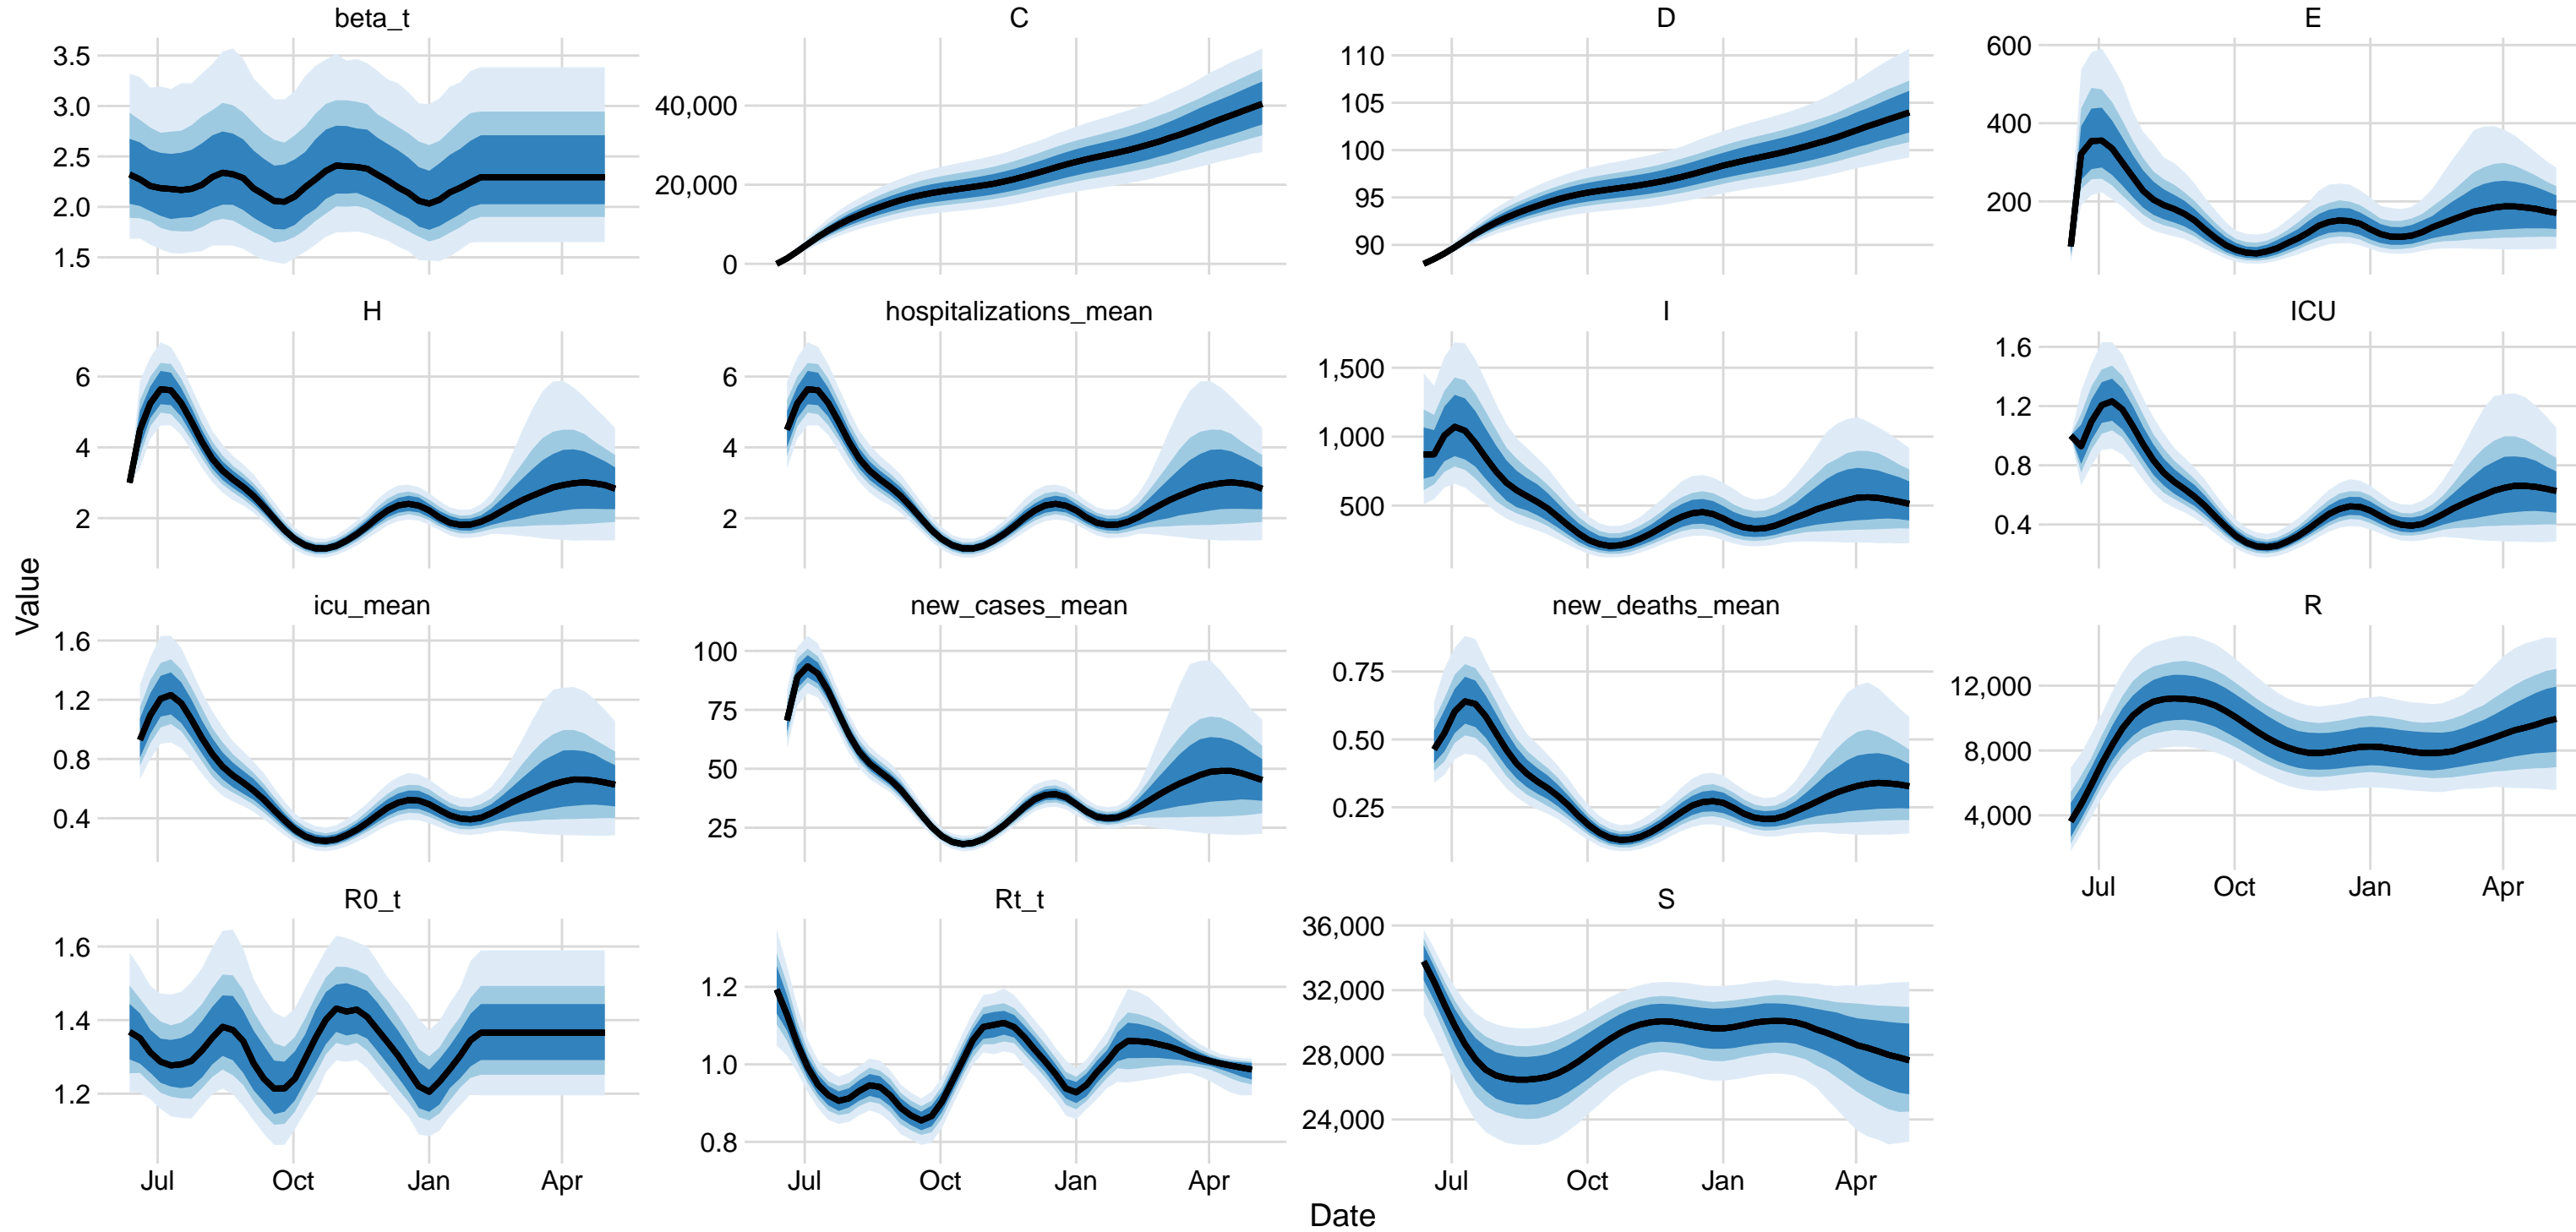 beta_t
C
D
E
3.5
3.0
2.5
2.0
1.5
40,000
20,000
0
110
105
100
95
90
600
400
200
H
hospitalizations_mean
I
ICU
6
4
2
6
4
2
1,500
1,000
500
1.6
1.2
0.8
0.4
Value
icu_mean
new_cases_mean
new_deaths_mean
R
1.6
1.2
0.8
0.4
100
75
50
25
0.75
0.50
0.25
12,000
8,000
4,000
Jul Oct Jan Apr
R0_t
Rt_t
S
1.6
1.4
1.2
1.2
1.0
0.8
36,000
32,000
28,000
24,000
Jul Oct Jan Apr
Jul Oct Jan Apr
Jul Oct Jan Apr
Date